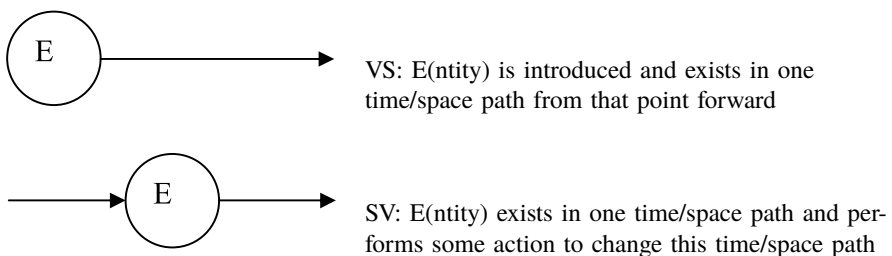 E
VS: E(ntity) is introduced and exists in one
time/space path from that point forward
E
SV: E(ntity) exists in one time/space path and per-
forms some action to change this time/space path